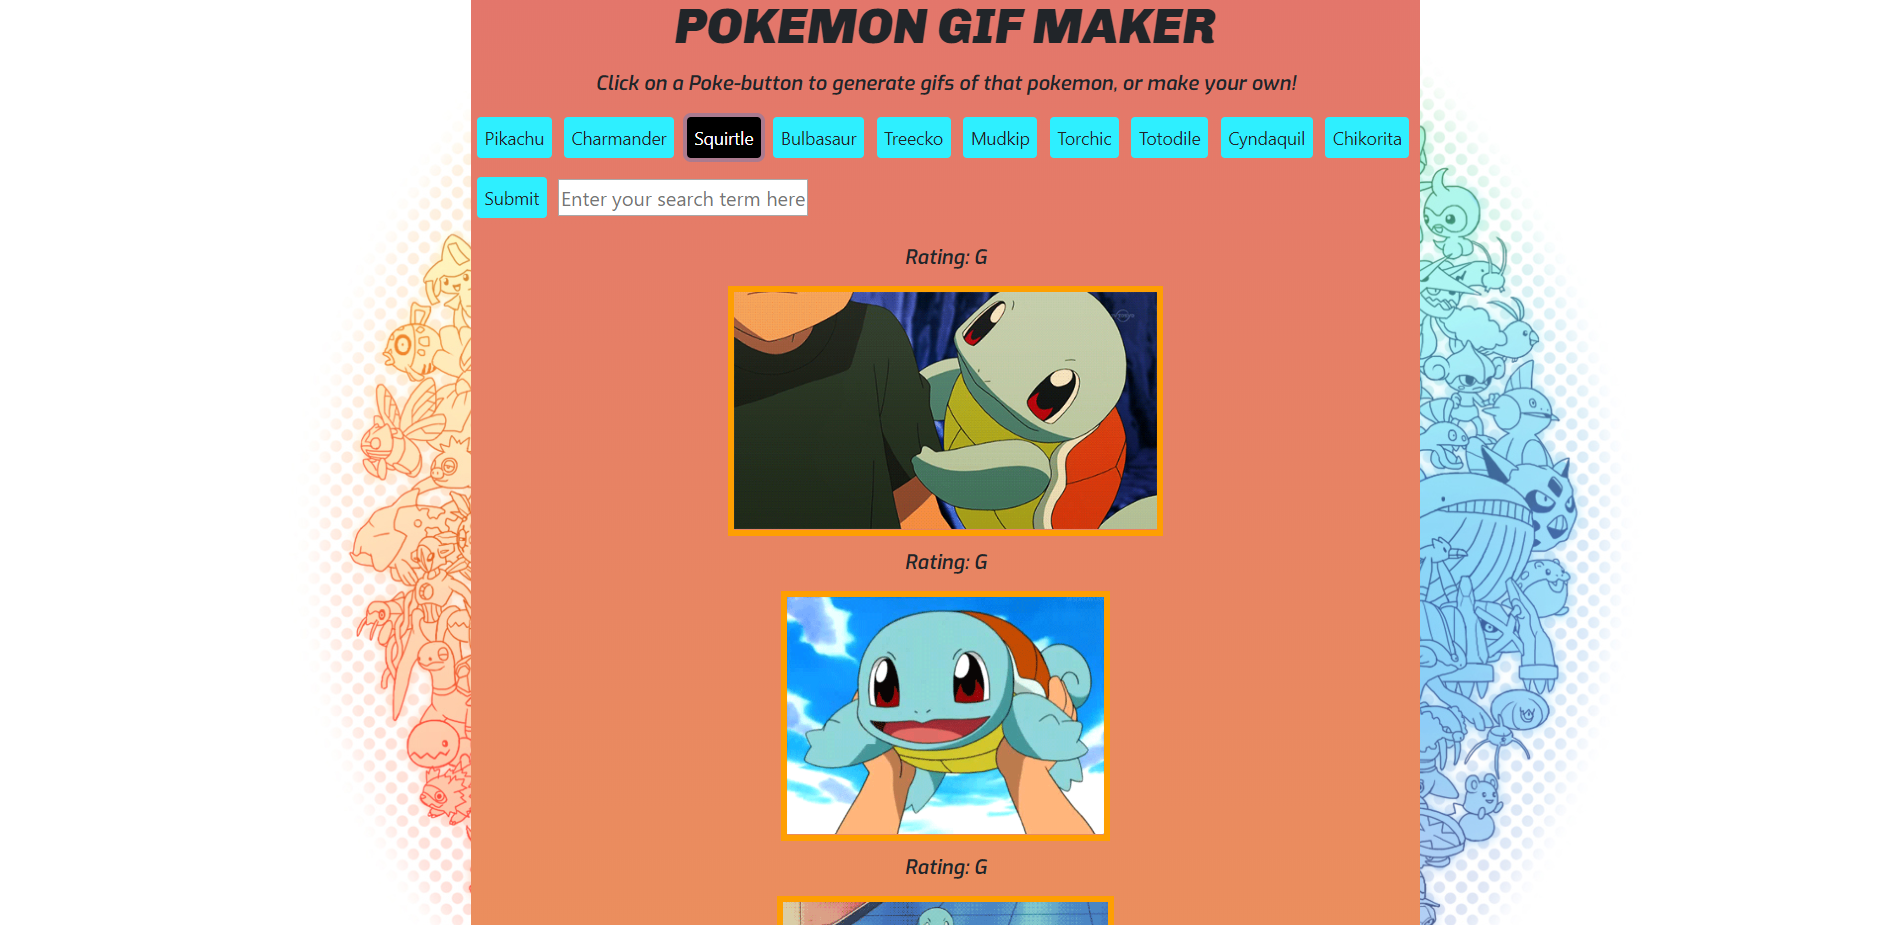 POKEMON GIF MAKER
Click on a Poke-button to generate gifs of that pokemon, or make your own!
Pikachu Charmander Squirtle Bulbasaur Treecko Mudkip Torchic Totodile Cyndaquil Chikorita
Submit Enter your search term here
Rating: G
Rating: G
Rating: G